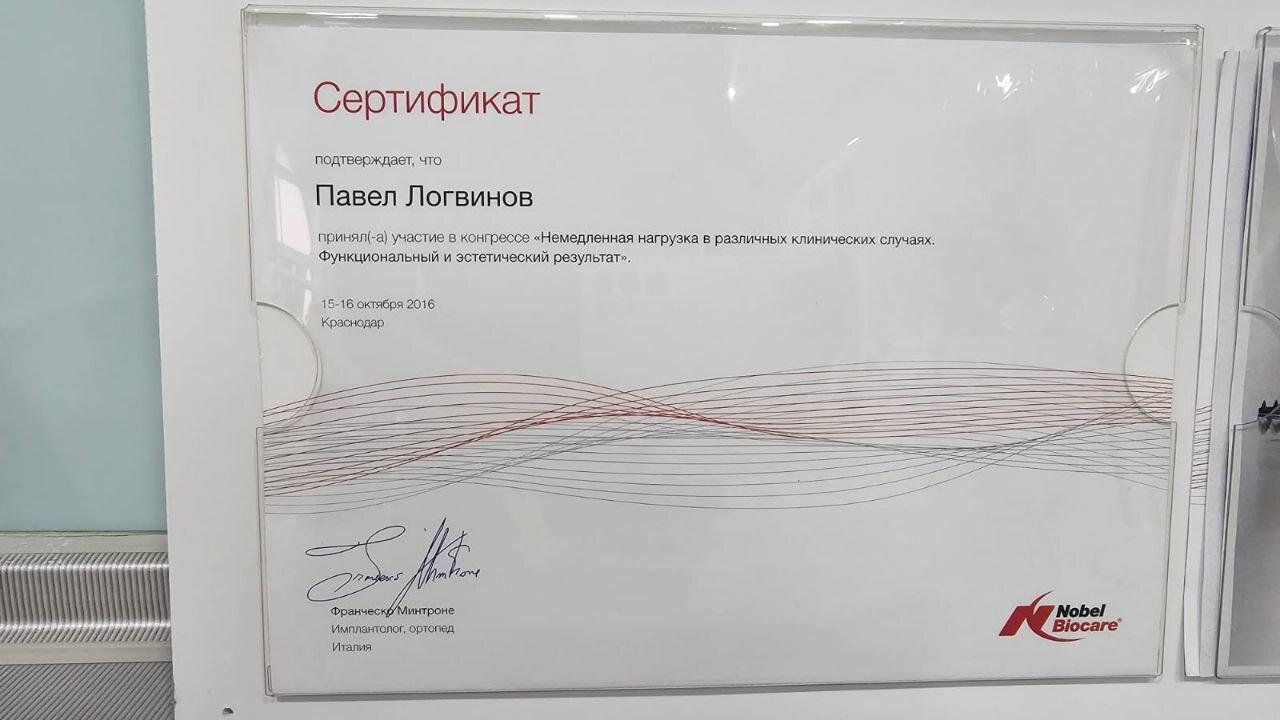 Сертификат
подтверждает, что
Павел Логвинов
принял(-а) участие в конгрессе «Немедленная нагрузка в различных клинических случаях.
Функциональный и эстетический результат».
15-16 октября 2016
Краснодар
Франческо Минтроне
Имплантолог, ортопед
Италия
Nobel
Biocare®